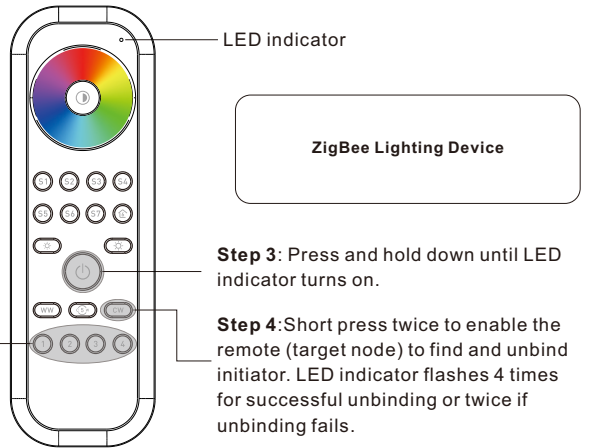 LED indicator
ZigBee Lighting Device
S1 S2 S3 S4
S5 S6 S7
Step 3: Press and hold down until LED
indicator turns on.
WW CW
Step 4:Short press twice to enable the
remote (target node) to find and unbind
initiator. LED indicator flashes 4 times
for successful unbinding or twice if
unbinding fails.
1 2 3 4